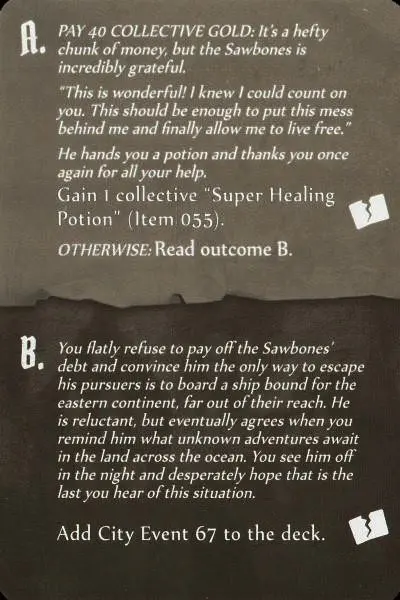 A.
PAY 40 COLLECTIVE GOLD: It's a hefty
chunk of money, but the Sawbones is
incredibly grateful.
"This is wonderful! I knew I could count on
you. This should be enough to put this mess
behind me and finally allow me to live free."
He hands you a potion and thanks you once
again for all your help.
Gain 1 collective "Super Healing
Potion" (Item 055).
OTHERWISE: Read outcome B.
B.
You flatly refuse to pay off the Sawbones'
debt and convince him the only way to escape
his pursuers is to board a ship bound for the
eastern continent, far out of their reach. He
is reluctant, but eventually agrees when you
remind him what unknown adventures await
in the land across the ocean. You see him off
in the night and desperately hope that is the
last you hear of this situation.
Add City Event 67 to the deck.